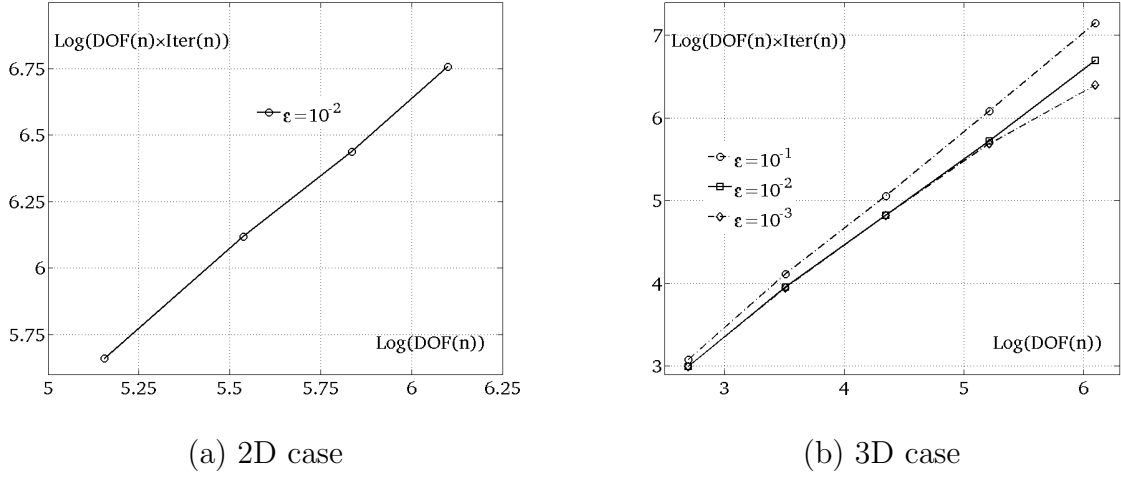 Log(DOF(n)×Iter(n))
6.75
6.5
6.25
6
5.75
ε=10⁻²
Log(DOF(n))
5 5.25 5.5 5.75 6 6.25
(a) 2D case
Log(DOF(n)×Iter(n))
7
6
5
4
3
ε=10⁻¹
ε=10⁻²
ε=10⁻³
Log(DOF(n))
3 4 5 6
(b) 3D case